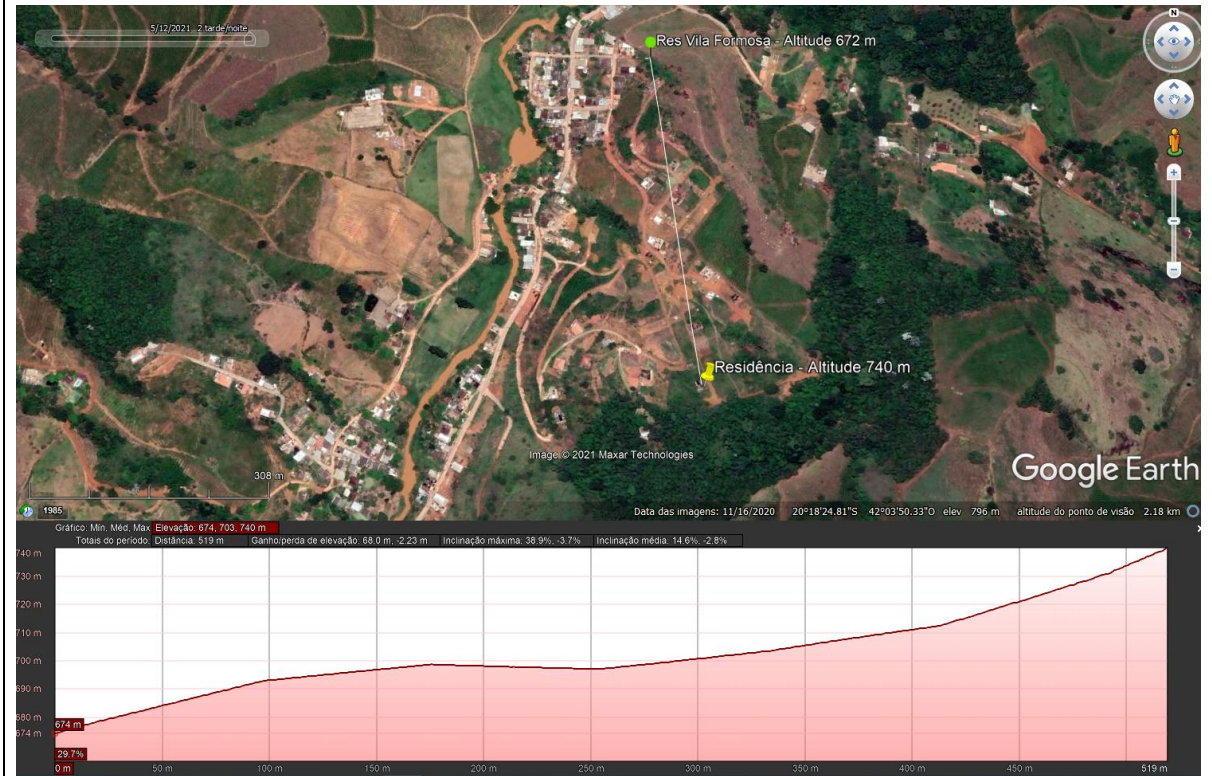 5/12/2021 2 tarde/noite
N
Res Vila Formosa - Altitude 672 m
Residência - Altitude 740 m
Image © 2021 Maxar Technologies
308 m
Google Earth
1985
Data das imagens: 11/16/2020 20°18'24.81"S 42°03'50.33"O elev 796 m altitude do ponto de visão 2.18 km
Gráfico: Mín, Méd, Max Elevação: 674, 703, 740 m
Totais do período: Distância: 519 m Ganho/perda de elevação: 68.0 m, -2.23 m Inclinação máxima: 38.9%, -3.7% Inclinação média: 14.6%, -2.8%
740 m
730 m
720 m
710 m
700 m
690 m
680 m
674 m
674 m
29.7%
0 m 50 m 100 m 150 m 200 m 250 m 300 m 350 m 400 m 450 m 519 m